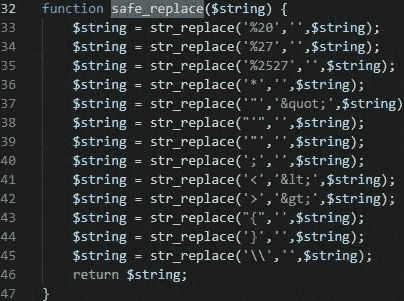 32 function safe_replace($string) {
33 $string = str_replace('%20','',$string);
34 $string = str_replace('%27','',$string);
35 $string = str_replace('%2527','',$string);
36 $string = str_replace('*','',$string);
37 $string = str_replace('"','&quot;',$string)
38 $string = str_replace("'",'',$string);
39 $string = str_replace('"','',$string);
40 $string = str_replace(';','',$string);
41 $string = str_replace('<','&lt;',$string);
42 $string = str_replace('>','&gt;',$string);
43 $string = str_replace("{",'',$string);
44 $string = str_replace('}','',$string);
45 $string = str_replace('\\','',$string);
46 return $string;
47 }